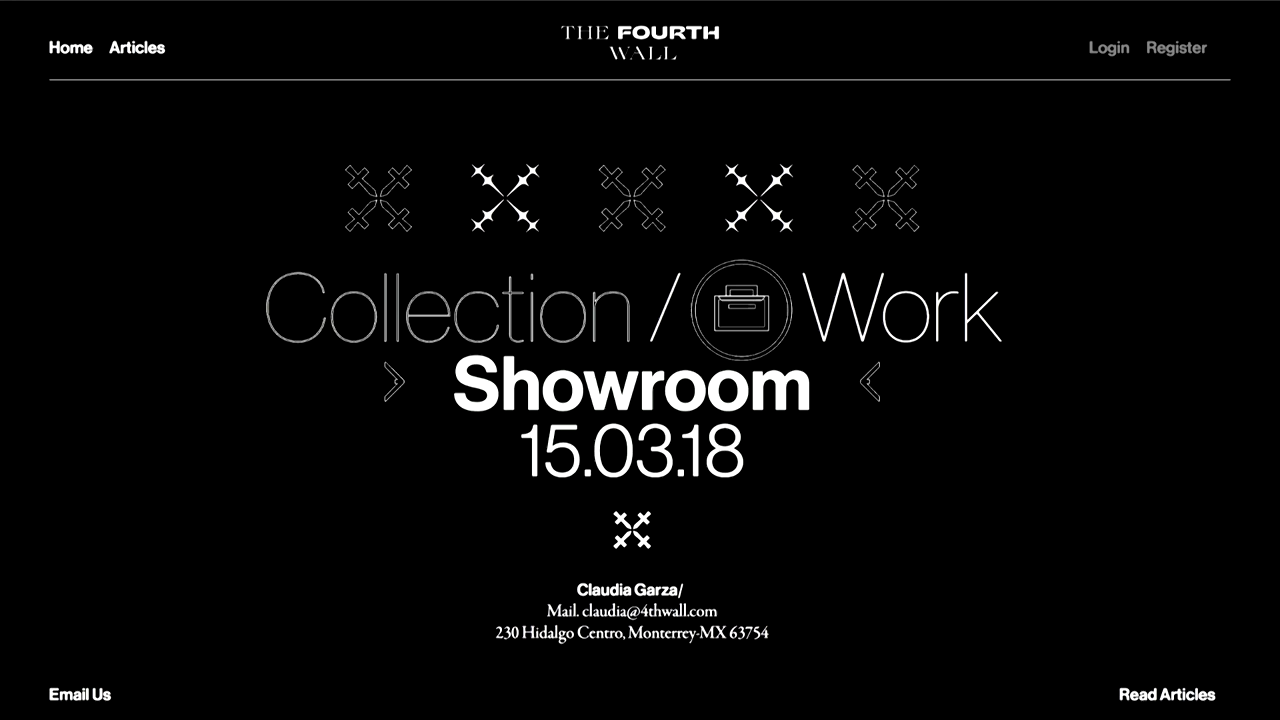 Home Articles
THE FOURTH
WALL
Login Register
Collection / Work
Showroom
15.03.18
Claudia Garza/
Mail. claudia@4thwall.com
230 Hidalgo Centro, Monterrey-MX 63754
Email Us
Read Articles